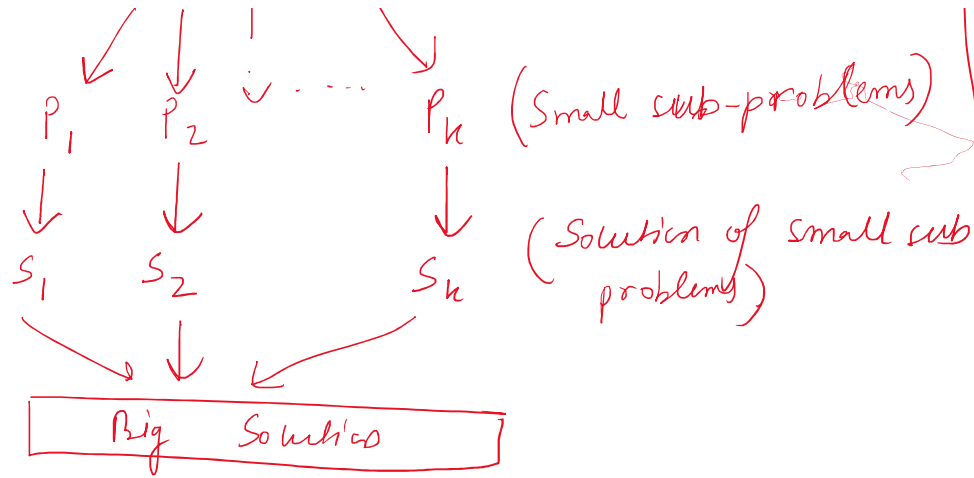 P1 P2 ..... Pk (Small sub-problems)
S1 S2 Sk (Solution of small sub
problems)
Big Solution